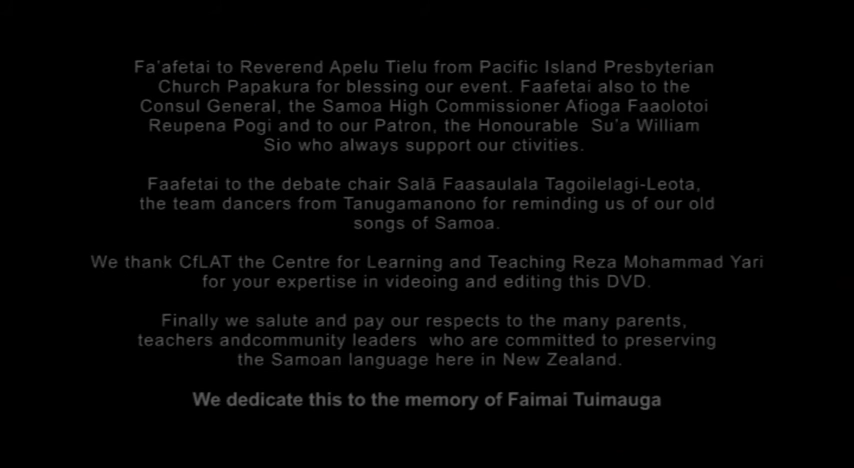 Fa'afetai to Reverend Apelu Tielu from Pacific Island Presbyterian
Church Papakura for blessing our event. Faafetai also to the
Consul General, the Samoa High Commissioner Afioga Faaolotoi
Reupena Pogi and to our Patron, the Honourable  Su'a William
Sio who always support our ctivities.
Faafetai to the debate chair Salā Faasaulala Tagoilelagi-Leota,
the team dancers from Tanugamanono for reminding us of our old
songs of Samoa.
We thank CfLAT the Centre for Learning and Teaching Reza Mohammad Yari
for your expertise in videoing and editing this DVD.
Finally we salute and pay our respects to the many parents,
teachers andcommunity leaders  who are committed to preserving
the Samoan language here in New Zealand.
We dedicate this to the memory of Faimai Tuimauga